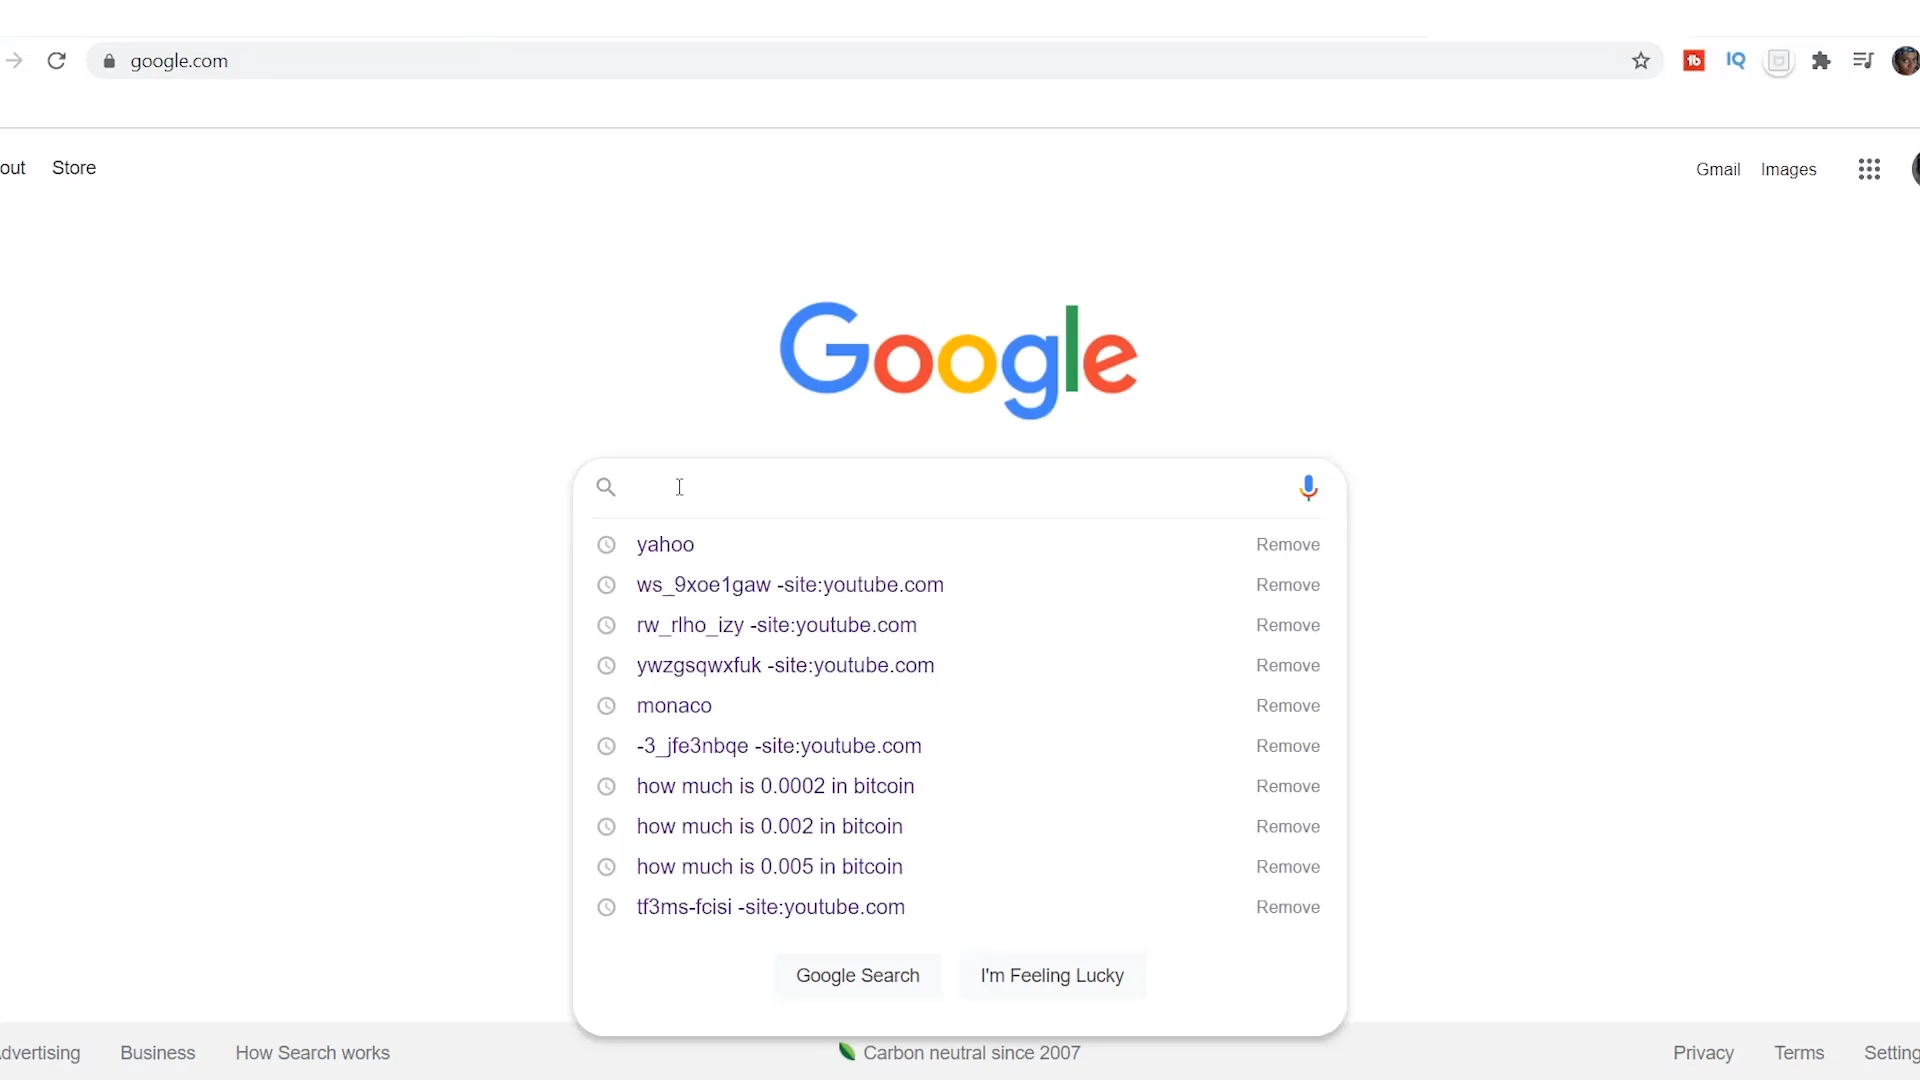 google.com
IQ
out Store
Gmail Images
Google
yahoo Remove
ws_9xoe1gaw -site:youtube.com Remove
rw_rlho_izy -site:youtube.com Remove
ywzgsqwxfuk -site:youtube.com Remove
monaco Remove
-3_jfe3nbqe -site:youtube.com Remove
how much is 0.0002 in bitcoin Remove
how much is 0.002 in bitcoin Remove
how much is 0.005 in bitcoin Remove
tf3ms-fcisi -site:youtube.com Remove
Google Search I'm Feeling Lucky
dvertising Business How Search works Carbon neutral since 2007 Privacy Terms Setting